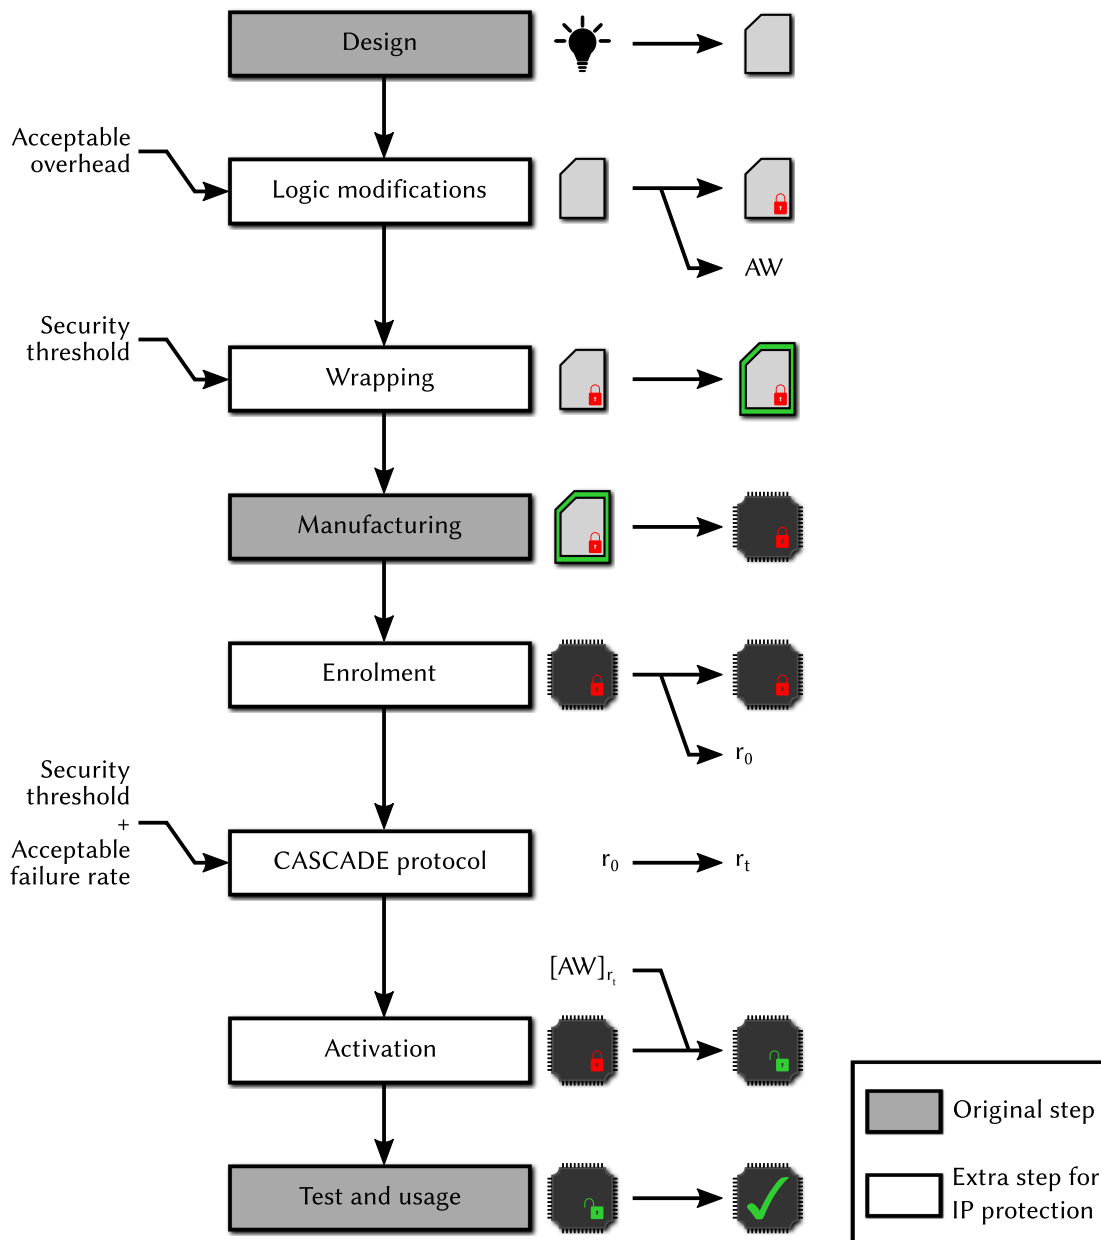 Design
Acceptable
overhead
Logic modifications
AW
Security
threshold
Wrapping
Manufacturing
Enrolment
r0
Security
threshold
+
Acceptable
failure rate
CASCADE protocol
r0
rt
[AW]rt
Activation
Original step
Extra step for
IP protection
Test and usage